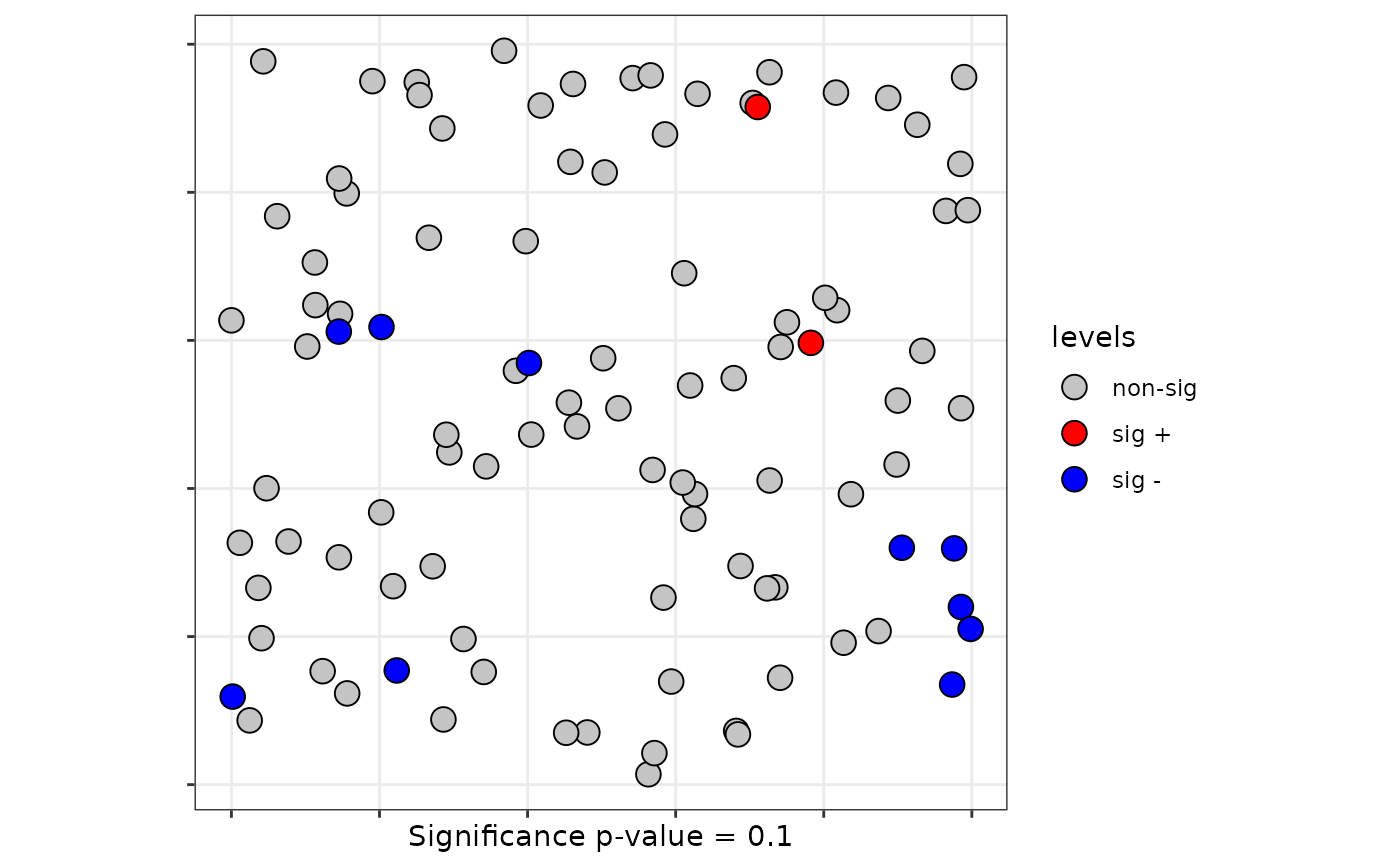 levels
non-sig
sig +
sig -
Significance p-value = 0.1